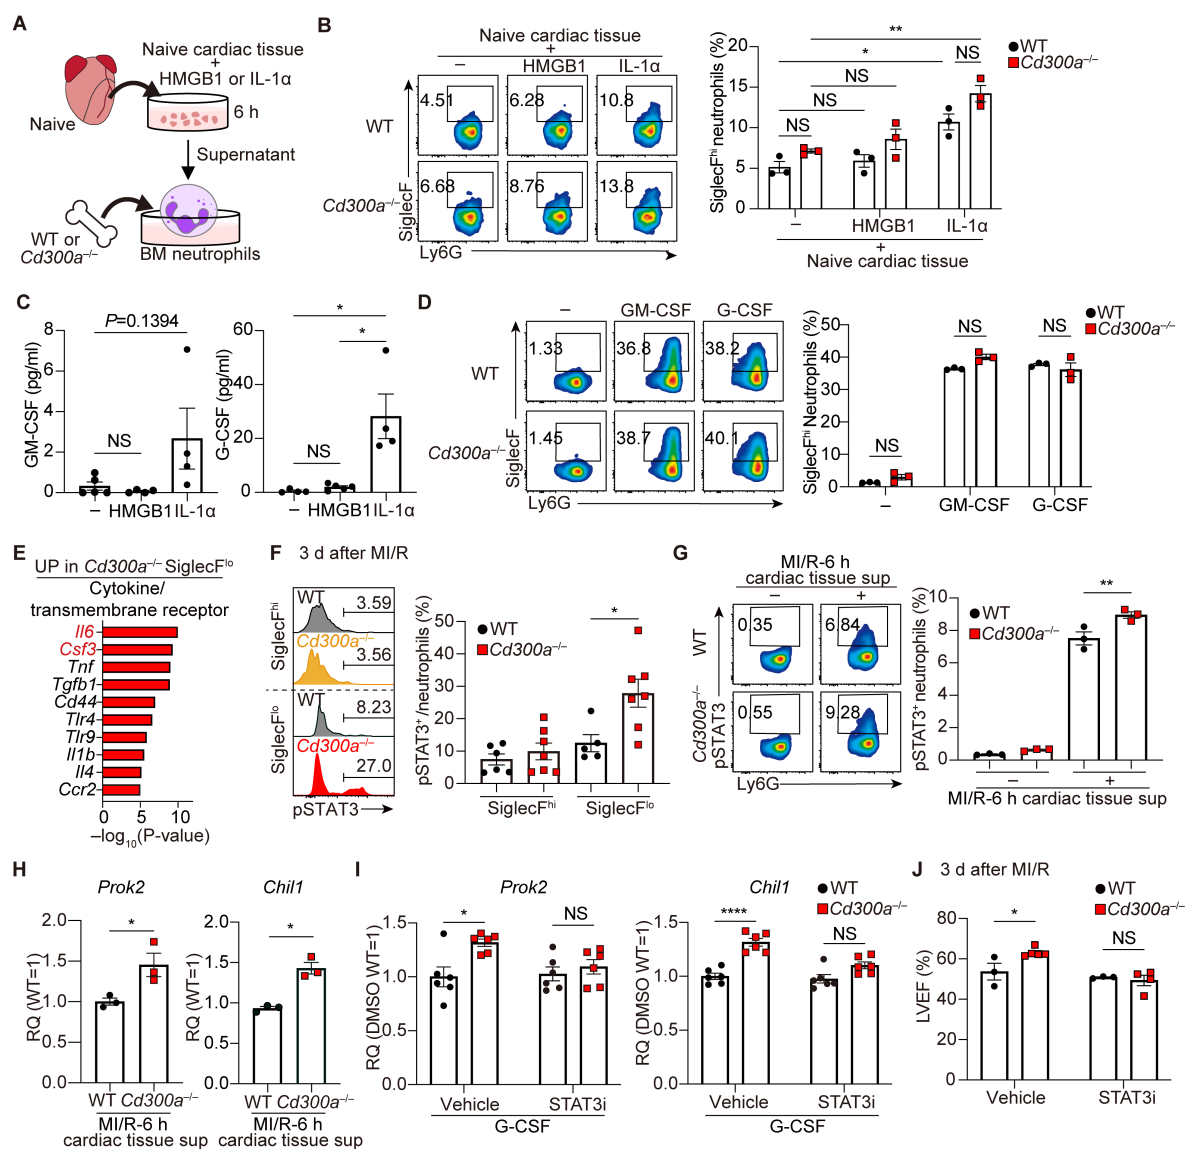 A
Naive cardiac tissue
+
HMGB1 or IL-1α
6 h
Naive
Supernatant
WT or
Cd300a–/–
BM neutrophils
B
Naive cardiac tissue
+
– HMGB1 IL-1α
WT
4.51 6.28 10.8
Cd300a–/–
6.68 8.76 13.8
SiglecF
Ly6G
SiglecFhi neutrophils (%)
20
15
10
5
0
** NS
*
NS
NS
NS
WT
Cd300a–/–
– HMGB1 IL-1α
+
Naive cardiac tissue
C
GM-CSF (pg/ml)
8
6
4
2
0
P=0.1394
NS
– HMGB1 IL-1α
G-CSF (pg/ml)
60
40
20
0
*
*
NS
– HMGB1 IL-1α
D
– GM-CSF G-CSF
WT
1.33 36.8 38.2
Cd300a–/–
1.45 38.7 40.1
SiglecF
Ly6G
SiglecFhi Neutrophils (%)
50
40
30
20
10
0
NS NS NS
WT
Cd300a–/–
– GM-CSF G-CSF
E
UP in Cd300a–/– SiglecFlo
Cytokine/
transmembrane receptor
Il6
Csf3
Tnf
Tgfb1
Cd44
Tlr4
Tlr9
Il1b
Il4
Ccr2
0 5 10
–log10(P-value)
F 3 d after MI/R
SiglecFhi
WT 3.59
Cd300a–/–
3.56
SiglecFlo
WT 8.23
Cd300a–/–
27.0
pSTAT3
pSTAT3+/neutrophils (%)
50
40
30
20
10
0
WT
Cd300a–/–
*
SiglecFhi SiglecFlo
G
MI/R-6 h
cardiac tissue sup
– +
WT
0.35 6.84
Cd300a–/–
0.55 9.28
pSTAT3
Ly6G
pSTAT3+ neutrophils (%)
10
8
6
4
2
0
WT
Cd300a–/–
**
– +
MI/R-6 h cardiac tissue sup
H
Prok2
RQ (WT=1)
2.0
1.5
1.0
0.5
0.0
*
WT Cd300a–/–
MI/R-6 h
cardiac tissue sup
Chil1
RQ (WT=1)
2.0
1.5
1.0
0.5
0.0
*
WT Cd300a–/–
MI/R-6 h
cardiac tissue sup
I
Prok2
RQ (DMSO WT=1)
1.5
1.0
0.5
0.0
* NS
Vehicle STAT3i
G-CSF
Chil1
RQ (DMSO WT=1)
1.5
1.0
0.5
0.0
**** NS
WT
Cd300a–/–
Vehicle STAT3i
G-CSF
J 3 d after MI/R
LVEF (%)
80
60
40
20
0
WT
Cd300a–/–
* NS
Vehicle STAT3i